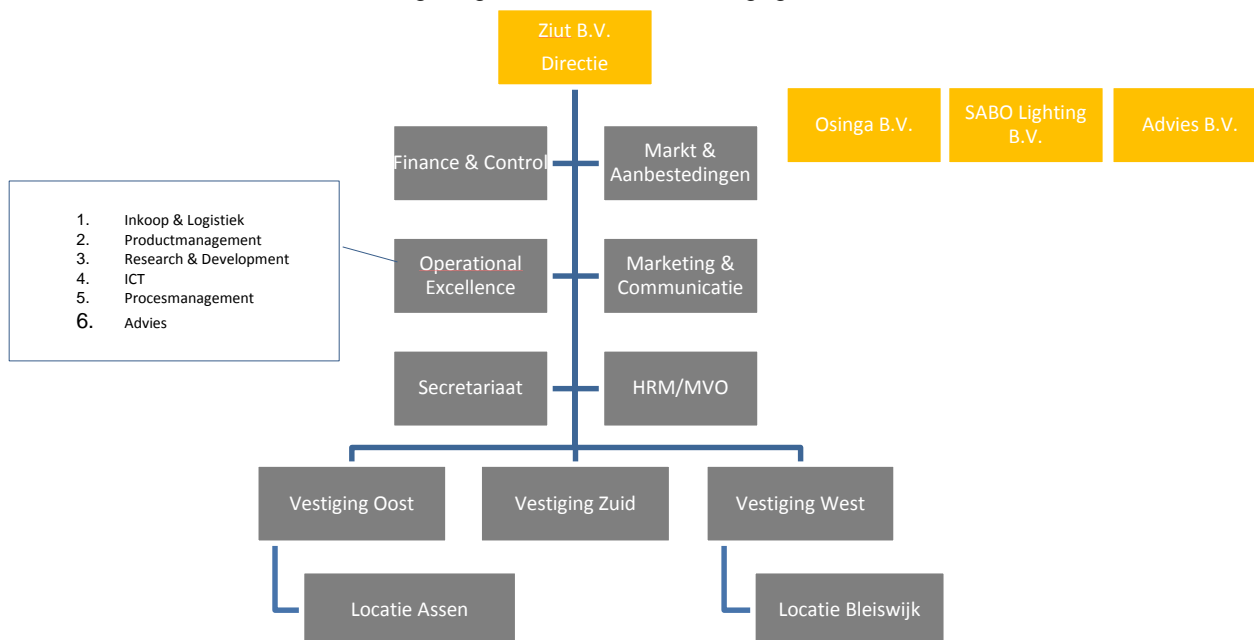 Ziut B.V.
Directie
Osinga B.V.
SABO Lighting
B.V.
Advies B.V.
Finance & Control
Markt &
Aanbestedingen
1. Inkoop & Logistiek
2. Productmanagement
3. Research & Development
4. ICT
5. Procesmanagement
6. Advies
Operational
Excellence
Marketing &
Communicatie
Secretariaat
HRM/MVO
Vestiging Oost
Vestiging Zuid
Vestiging West
Locatie Assen
Locatie Bleiswijk